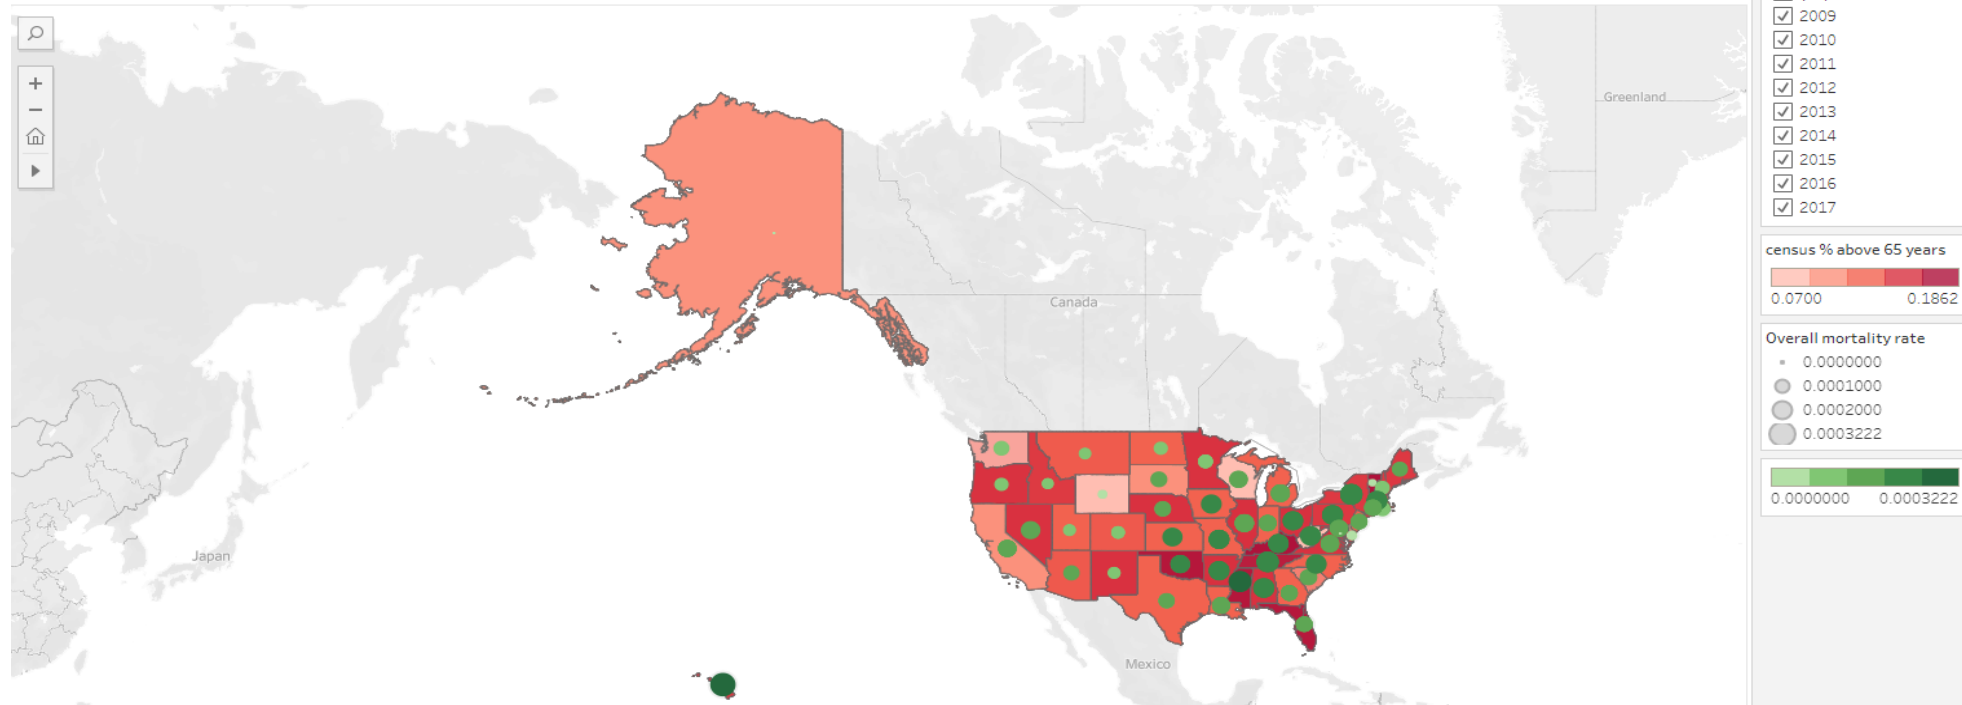 2009
2010
2011
2012
2013
2014
2015
2016
2017
census % above 65 years
0.0700 0.1862
Overall mortality rate
0.0000000
0.0001000
0.0002000
0.0003222
0.0000000 0.0003222
Greenland
Canada
Japan
Mexico